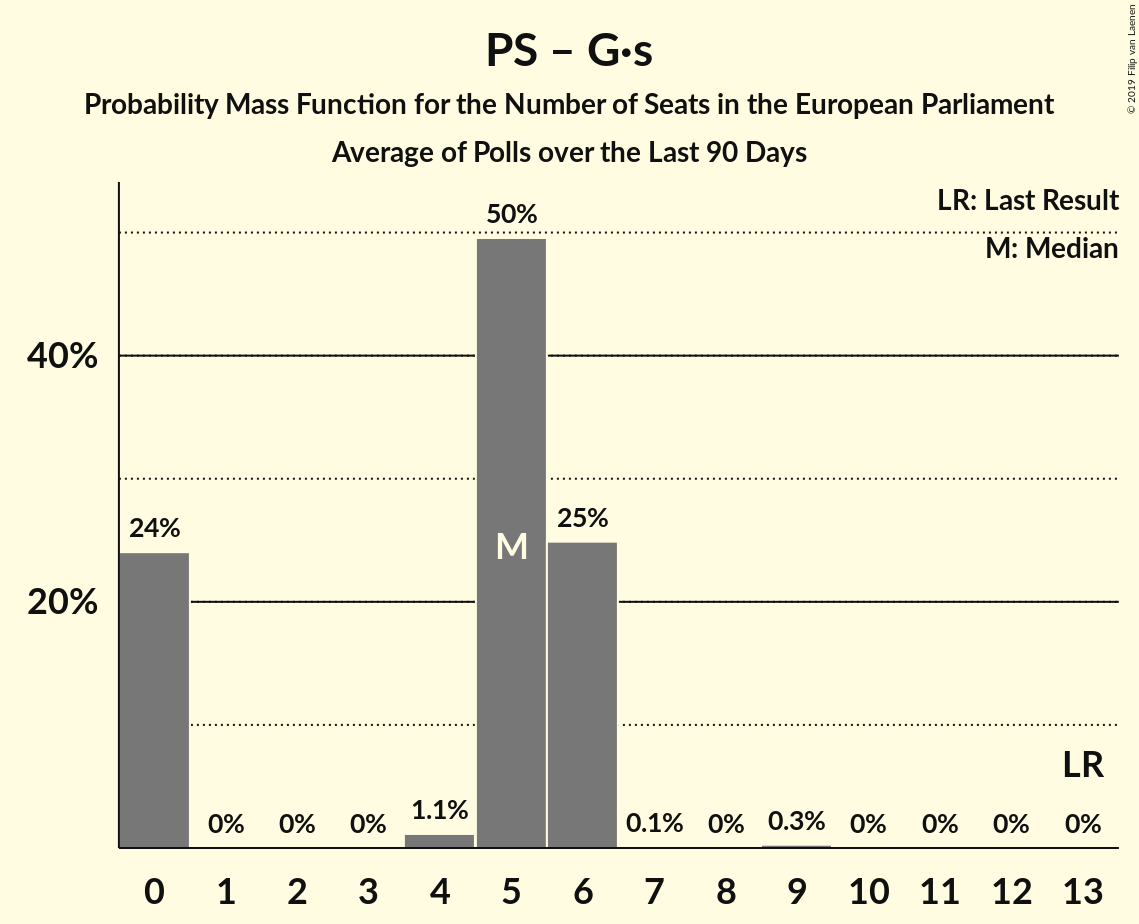 PS – G·s
Probability Mass Function for the Number of Seats in the European Parliament
Average of Polls over the Last 90 Days
© 2019 Filip van Laenen
LR: Last Result
M: Median
50%
40%
24%
M
25%
20%
LR
0%
0%
0%
1.1%
0.1%
0%
0.3%
0%
0%
0%
0%
0 1 2 3 4 5 6 7 8 9 10 11 12 13